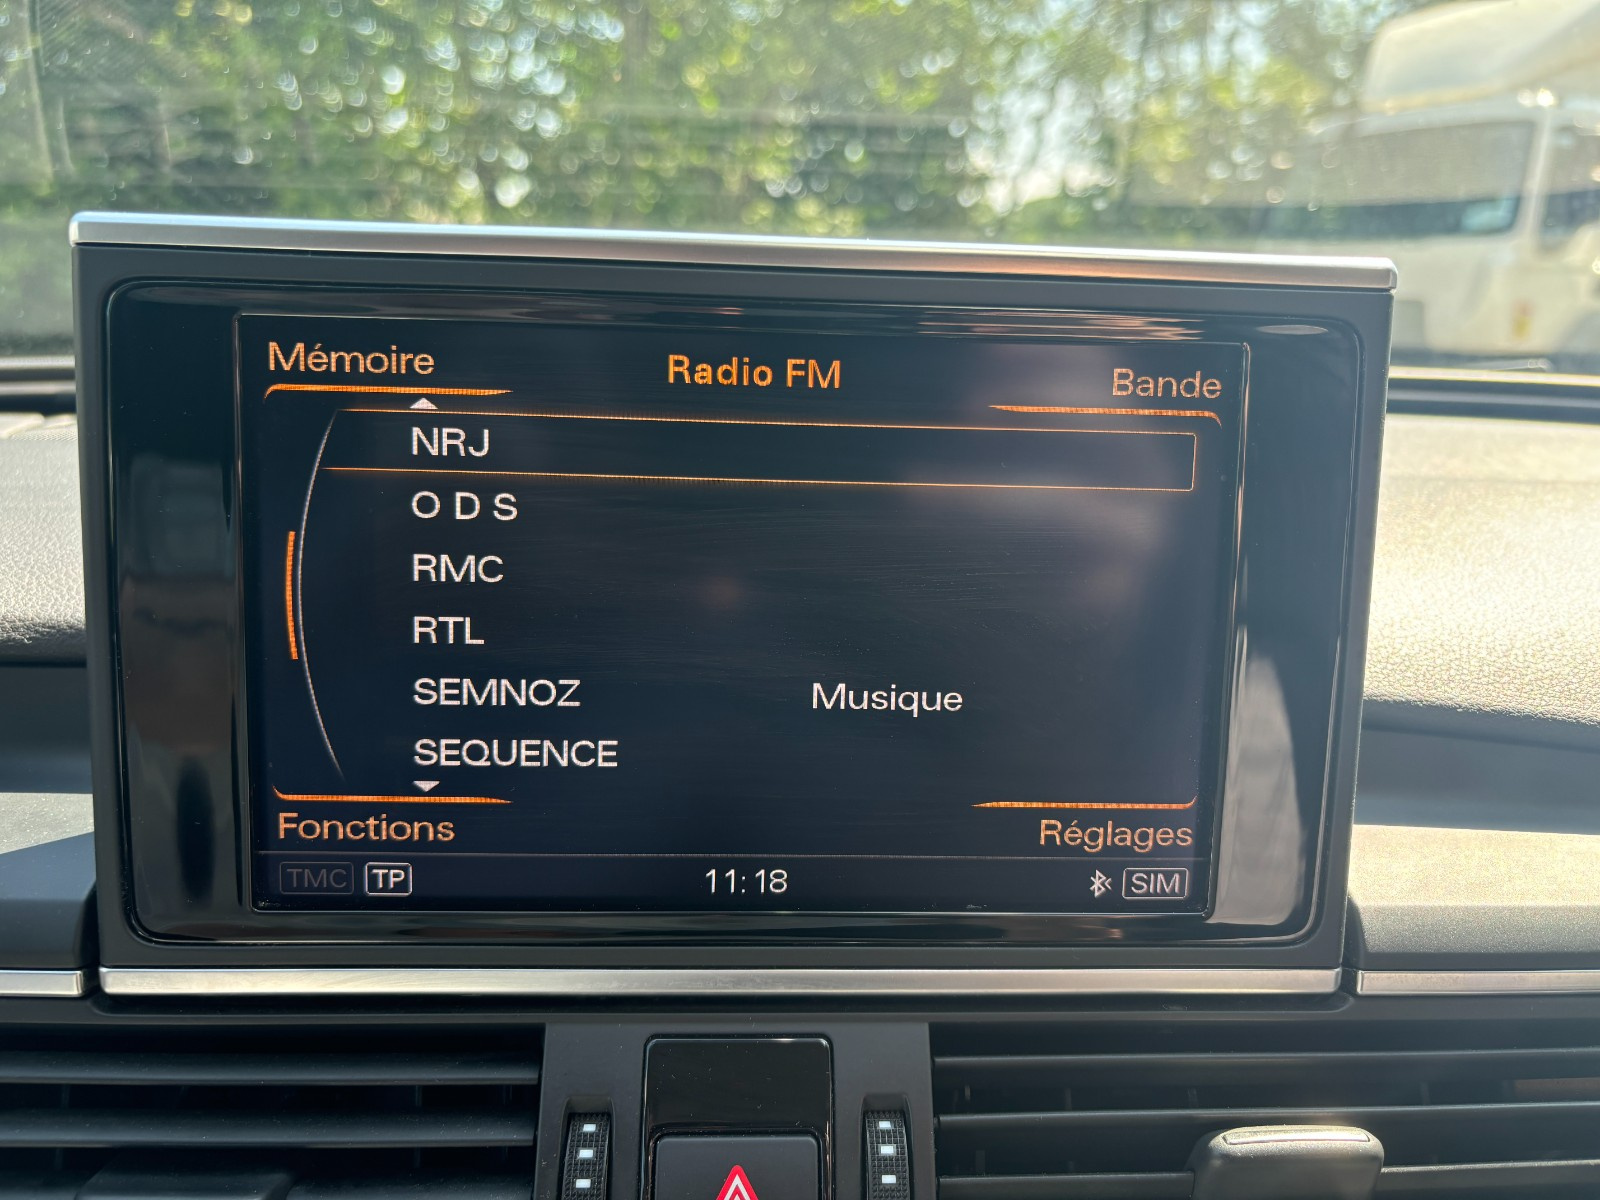 Mémoire Radio FM Bande
NRJ
O D S
RMC
RTL
SEMNOZ Musique
SEQUENCE
Fonctions Réglages
TMC TP 11:18 SIM